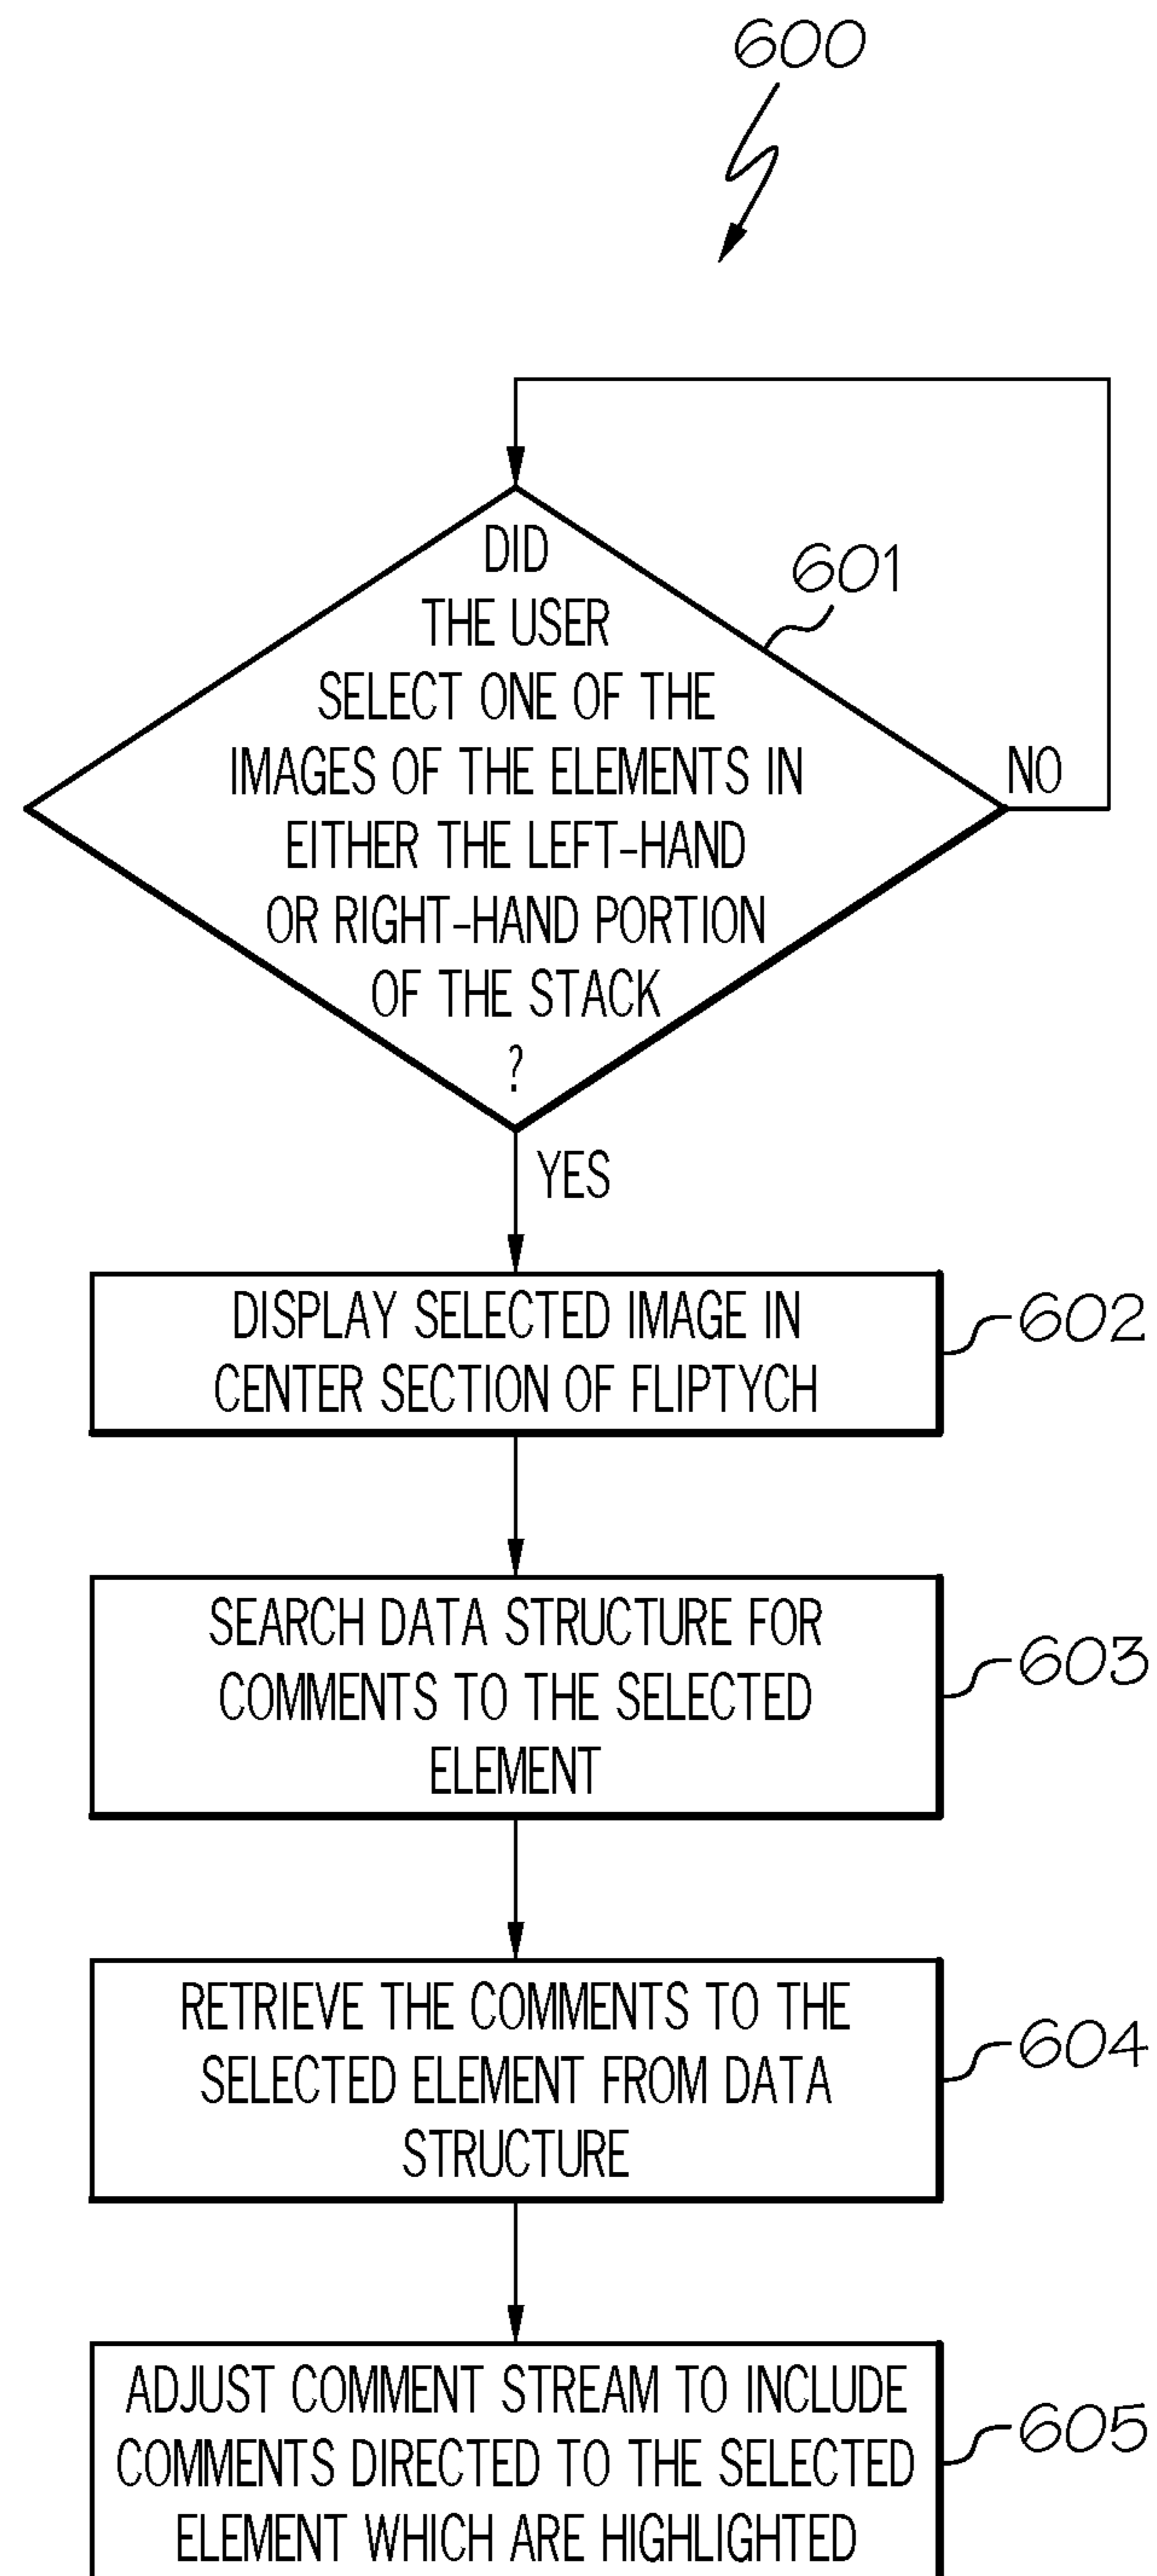 600
DID
601
THE USER
SELECT ONE OF THE
IMAGES OF THE ELEMENTS IN
NO
EITHER THE LEFT-HAND
OR RIGHT-HAND PORTION
OF THE STACK
?
YES
DISPLAY SELECTED IMAGE IN
602
CENTER SECTION OF FLIPTYCH
SEARCH DATA STRUCTURE FOR
603
COMMENTS TO THE SELECTED
ELEMENT
RETRIEVE THE COMMENTS TO THE
604
SELECTED ELEMENT FROM DATA
STRUCTURE
ADJUST COMMENT STREAM TO INCLUDE
605
COMMENTS DIRECTED TO THE SELECTED
ELEMENT WHICH ARE HIGHLIGHTED